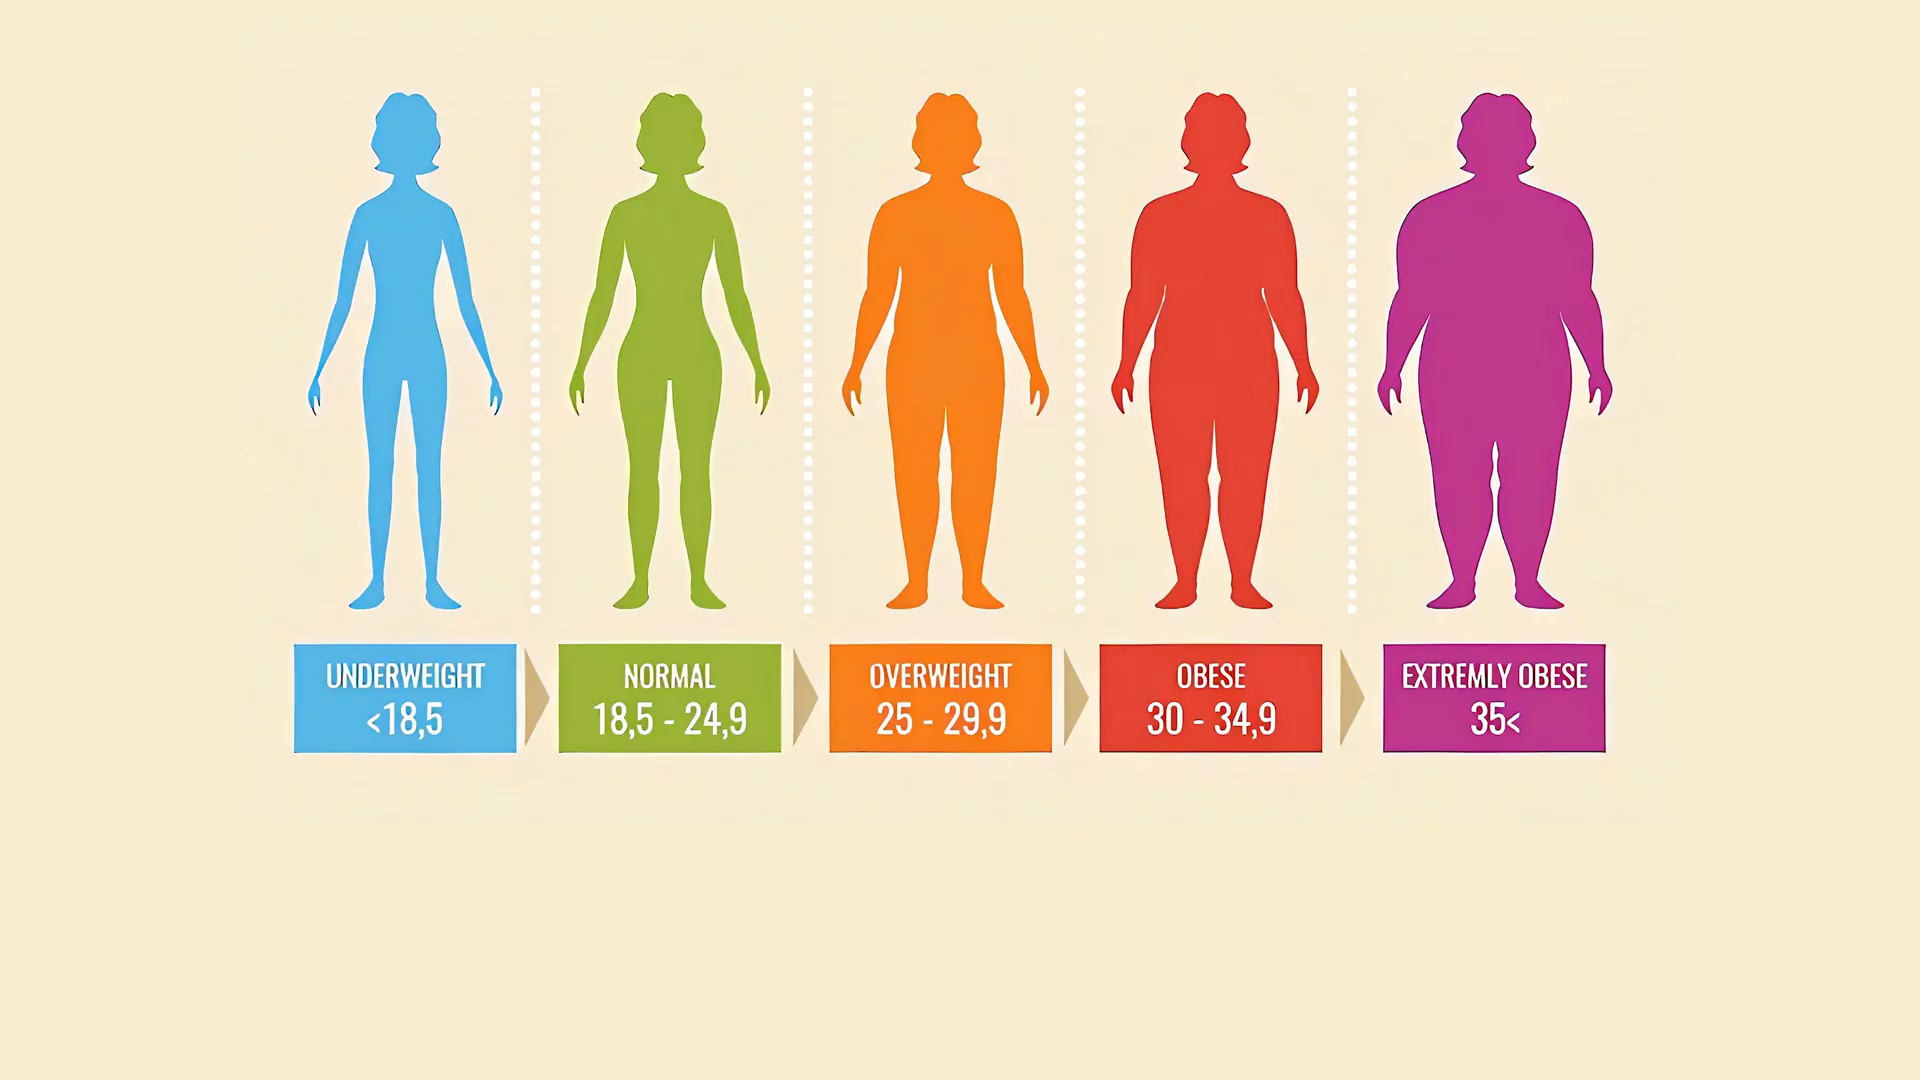 UNDERWEIGHT
<18,5
NORMAL
18,5 - 24,9
OVERWEIGHT
25 - 29,9
OBESE
30 - 34,9
EXTREMLY OBESE
35<